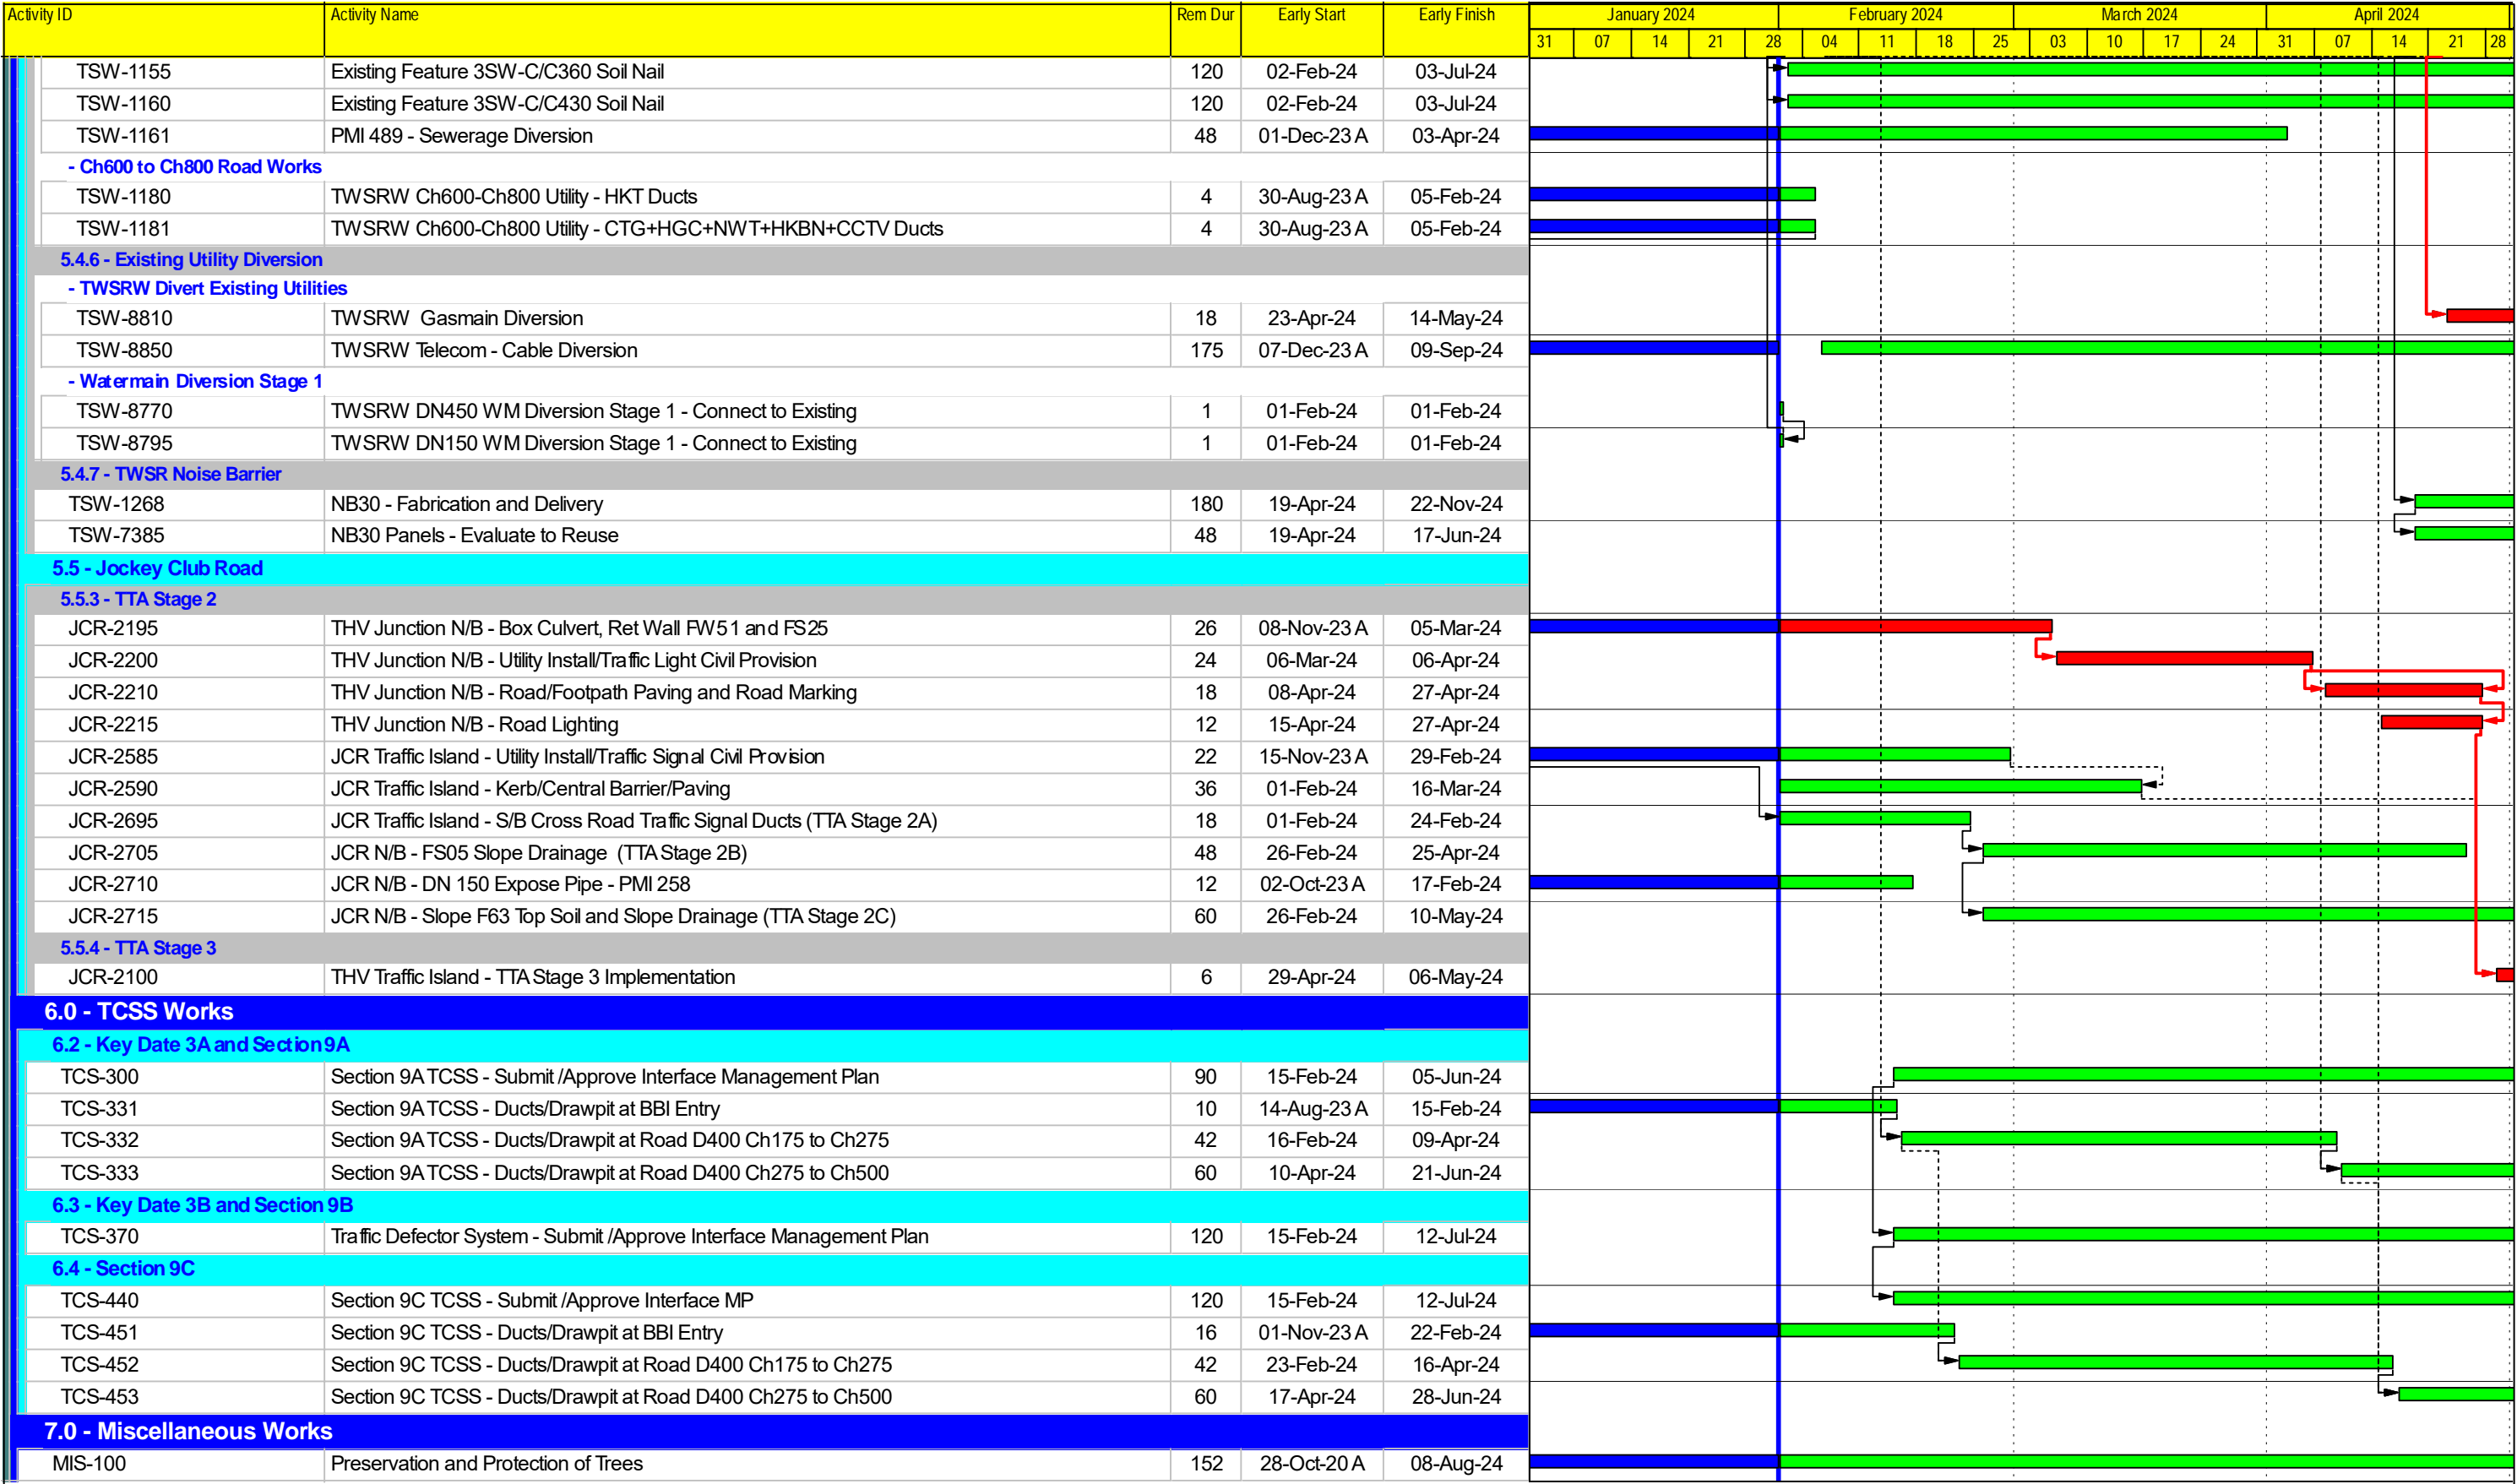 Activity ID Activity Name Rem Dur Early Start Early Finish January 2024 February 2024 March 2024 April 2024
31 07 14 21 28 04 11 18 25 03 10 17 24 31 07 14 21 28
TSW-1155 Existing Feature 3SW-C/C360 Soil Nail 120 02-Feb-24 03-Jul-24
TSW-1160 Existing Feature 3SW-C/C430 Soil Nail 120 02-Feb-24 03-Jul-24
TSW-1161 PMI 489 - Sewerage Diversion 48 01-Dec-23 A 03-Apr-24
- Ch600 to Ch800 Road Works
TSW-1180 TWSRW Ch600-Ch800 Utility - HKT Ducts 4 30-Aug-23 A 05-Feb-24
TSW-1181 TWSRW Ch600-Ch800 Utility - CTG+HGC+NWT+HKBN+CCTV Ducts 4 30-Aug-23 A 05-Feb-24
5.4.6 - Existing Utility Diversion
- TWSRW Divert Existing Utilities
TSW-8810 TWSRW Gasmain Diversion 18 23-Apr-24 14-May-24
TSW-8850 TWSRW Telecom - Cable Diversion 175 07-Dec-23 A 09-Sep-24
- Watermain Diversion Stage 1
TSW-8770 TWSRW DN450 WM Diversion Stage 1 - Connect to Existing 1 01-Feb-24 01-Feb-24
TSW-8795 TWSRW DN150 WM Diversion Stage 1 - Connect to Existing 1 01-Feb-24 01-Feb-24
5.4.7 - TWSR Noise Barrier
TSW-1268 NB30 - Fabrication and Delivery 180 19-Apr-24 22-Nov-24
TSW-7385 NB30 Panels - Evaluate to Reuse 48 19-Apr-24 17-Jun-24
5.5 - Jockey Club Road
5.5.3 - TTA Stage 2
JCR-2195 THV Junction N/B - Box Culvert, Ret Wall FW51 and FS25 26 08-Nov-23 A 05-Mar-24
JCR-2200 THV Junction N/B - Utility Install/Traffic Light Civil Provision 24 06-Mar-24 06-Apr-24
JCR-2210 THV Junction N/B - Road/Footpath Paving and Road Marking 18 08-Apr-24 27-Apr-24
JCR-2215 THV Junction N/B - Road Lighting 12 15-Apr-24 27-Apr-24
JCR-2585 JCR Traffic Island - Utility Install/Traffic Signal Civil Provision 22 15-Nov-23 A 29-Feb-24
JCR-2590 JCR Traffic Island - Kerb/Central Barrier/Paving 36 01-Feb-24 16-Mar-24
JCR-2695 JCR Traffic Island - S/B Cross Road Traffic Signal Ducts (TTA Stage 2A) 18 01-Feb-24 24-Feb-24
JCR-2705 JCR N/B - FS05 Slope Drainage (TTA Stage 2B) 48 26-Feb-24 25-Apr-24
JCR-2710 JCR N/B - DN 150 Expose Pipe - PMI 258 12 02-Oct-23 A 17-Feb-24
JCR-2715 JCR N/B - Slope F63 Top Soil and Slope Drainage (TTA Stage 2C) 60 26-Feb-24 10-May-24
5.5.4 - TTA Stage 3
JCR-2100 THV Traffic Island - TTA Stage 3 Implementation 6 29-Apr-24 06-May-24
6.0 - TCSS Works
6.2 - Key Date 3A and Section 9A
TCS-300 Section 9A TCSS - Submit /Approve Interface Management Plan 90 15-Feb-24 05-Jun-24
TCS-331 Section 9A TCSS - Ducts/Drawpit at BBI Entry 10 14-Aug-23 A 15-Feb-24
TCS-332 Section 9A TCSS - Ducts/Drawpit at Road D400 Ch175 to Ch275 42 16-Feb-24 09-Apr-24
TCS-333 Section 9A TCSS - Ducts/Drawpit at Road D400 Ch275 to Ch500 60 10-Apr-24 21-Jun-24
6.3 - Key Date 3B and Section 9B
TCS-370 Traffic Defector System - Submit /Approve Interface Management Plan 120 15-Feb-24 12-Jul-24
6.4 - Section 9C
TCS-440 Section 9C TCSS - Submit /Approve Interface MP 120 15-Feb-24 12-Jul-24
TCS-451 Section 9C TCSS - Ducts/Drawpit at BBI Entry 16 01-Nov-23 A 22-Feb-24
TCS-452 Section 9C TCSS - Ducts/Drawpit at Road D400 Ch175 to Ch275 42 23-Feb-24 16-Apr-24
TCS-453 Section 9C TCSS - Ducts/Drawpit at Road D400 Ch275 to Ch500 60 17-Apr-24 28-Jun-24
7.0 - Miscellaneous Works
MIS-100 Preservation and Protection of Trees 152 28-Oct-20 A 08-Aug-24